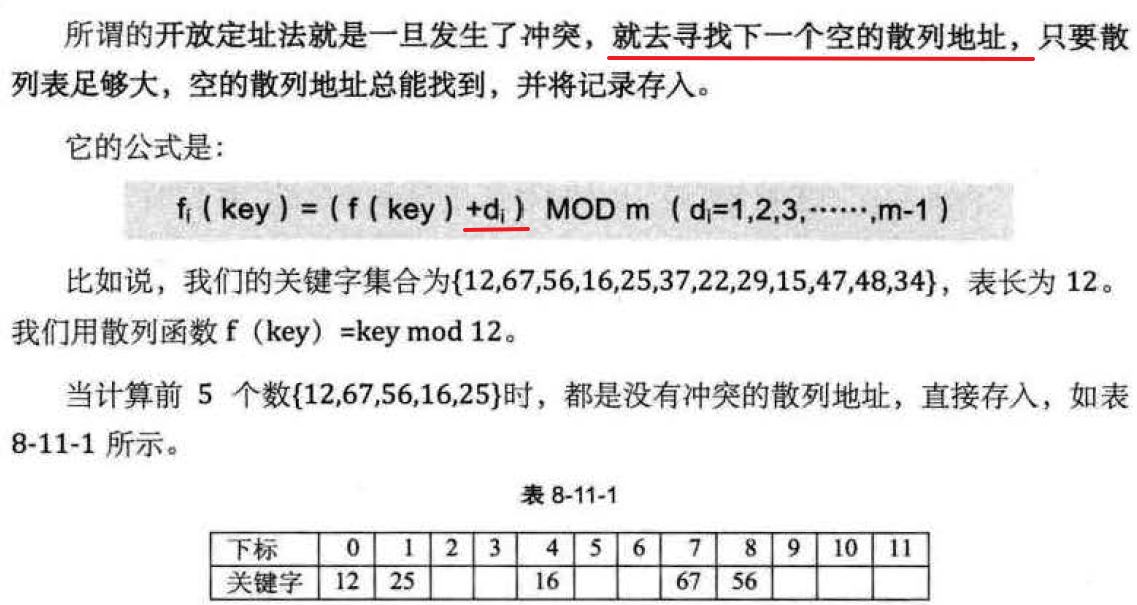 所谓的开放定址法就是一旦发生了冲突，就去寻找下一个空的散列地址，只要散
列表足够大，空的散列地址总能找到，并将记录存入。
它的公式是：
fᵢ（key）=（f（key）+dᵢ） MOD m （dᵢ=1,2,3,……,m-1）
比如说，我们的关键字集合为{12,67,56,16,25,37,22,29,15,47,48,34}，表长为 12。
我们用散列函数 f（key）=key mod 12。
当计算前 5 个数{12,67,56,16,25}时，都是没有冲突的散列地址，直接存入，如表
8-11-1 所示。
表 8-11-1
下标 0 1 2 3 4 5 6 7 8 9 10 11
关键字 12 25 16 67 56